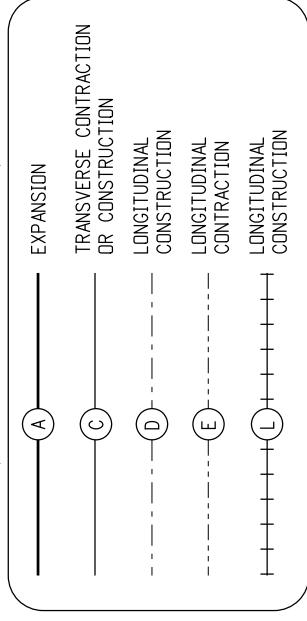 A EXPANSION
C TRANSVERSE CONTRACTION
OR CONSTRUCTION
D LONGITUDINAL
CONSTRUCTION
E LONGITUDINAL
CONTRACTION
L LONGITUDINAL
CONSTRUCTION